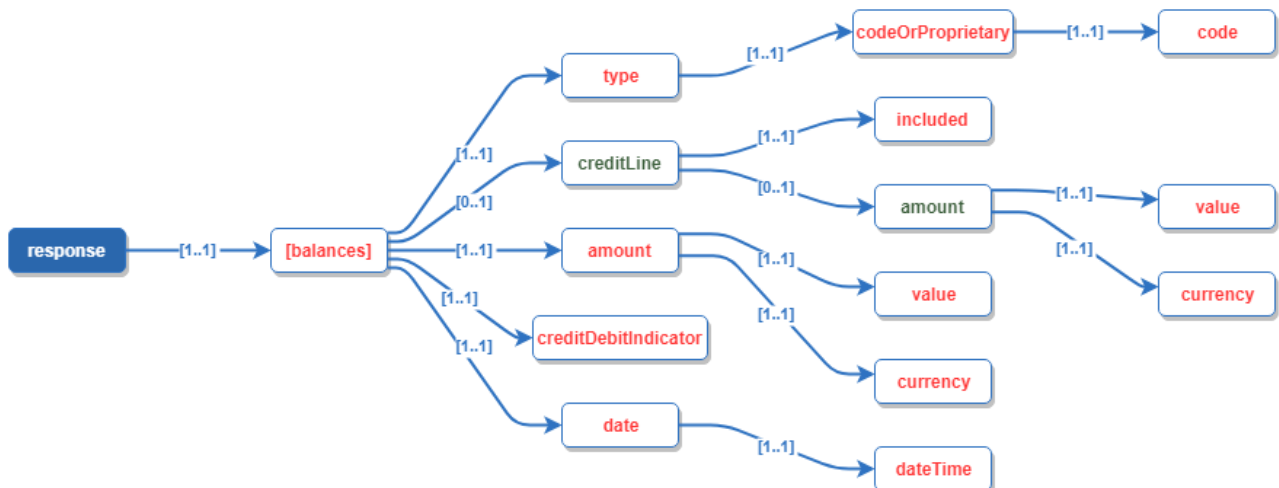 codeOrProprietary
[1..1]
code
[1..1]
type
included
[1..1]
[1..1]
creditLine
[0..1]
[0..1]
amount
[1..1]
value
response
[1..1]
[balances]
[1..1]
amount
[1..1]
[1..1]
value
currency
[1..1]
creditDebitIndicator
[1..1]
[1..1]
currency
date
[1..1]
dateTime